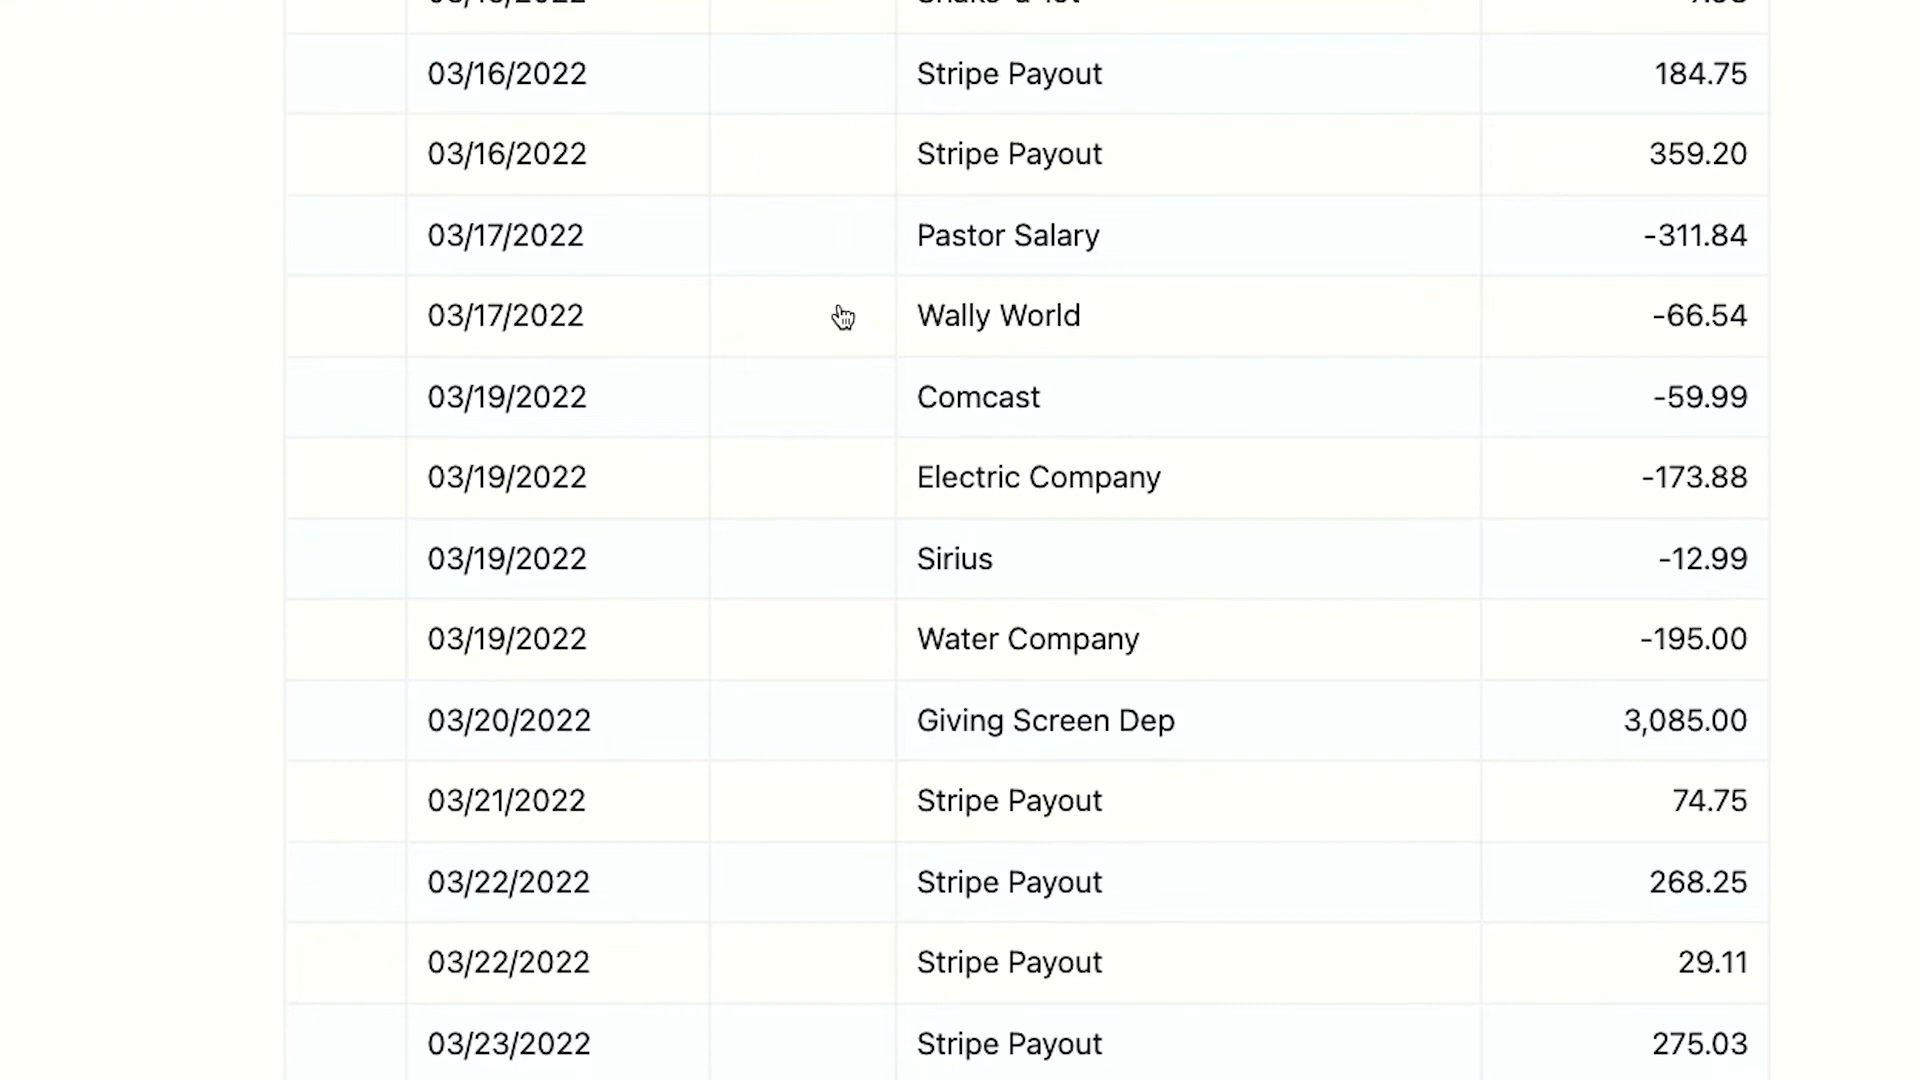 03/16/2022 Stripe Payout 184.75
03/16/2022 Stripe Payout 359.20
03/17/2022 Pastor Salary -311.84
03/17/2022 Wally World -66.54
03/19/2022 Comcast -59.99
03/19/2022 Electric Company -173.88
03/19/2022 Sirius -12.99
03/19/2022 Water Company -195.00
03/20/2022 Giving Screen Dep 3,085.00
03/21/2022 Stripe Payout 74.75
03/22/2022 Stripe Payout 268.25
03/22/2022 Stripe Payout 29.11
03/23/2022 Stripe Payout 275.03